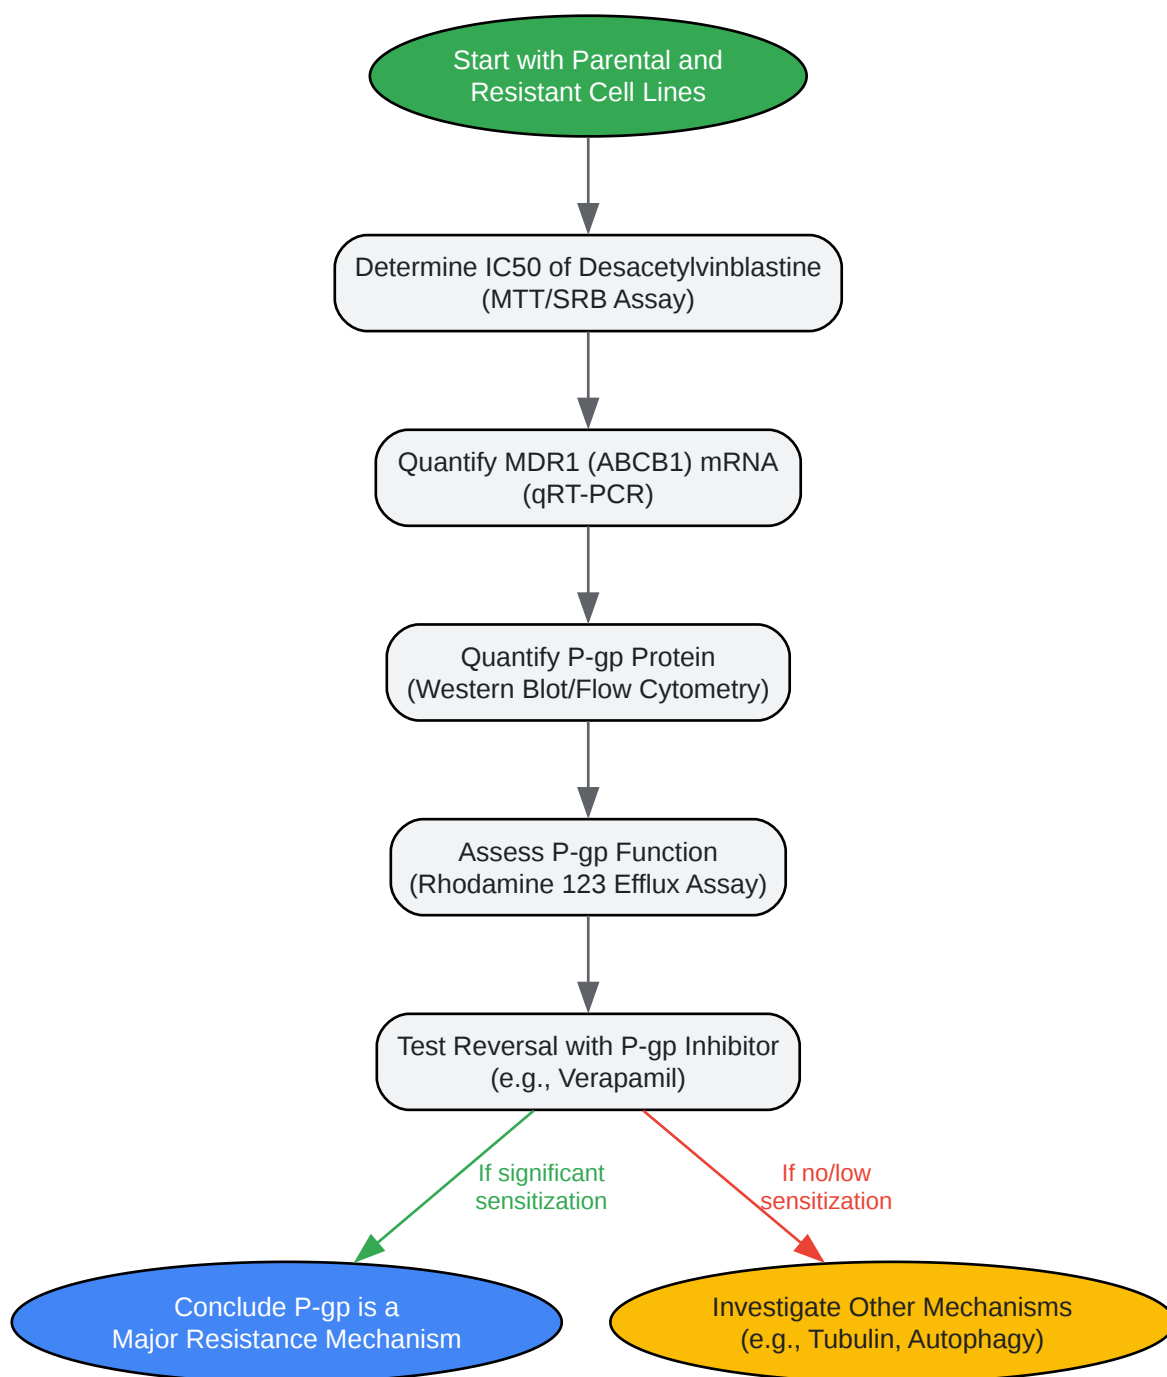 Start with Parental and
Resistant Cell Lines
Determine IC50 of Desacetylvinblastine
(MTT/SRB Assay)
Quantify MDR1 (ABCB1) mRNA
(qRT-PCR)
Quantify P-gp Protein
(Western Blot/Flow Cytometry)
Assess P-gp Function
(Rhodamine 123 Efflux Assay)
Test Reversal with P-gp Inhibitor
(e.g., Verapamil)
If significant
sensitization
If no/low
sensitization
Conclude P-gp is a
Major Resistance Mechanism
Investigate Other Mechanisms
(e.g., Tubulin, Autophagy)